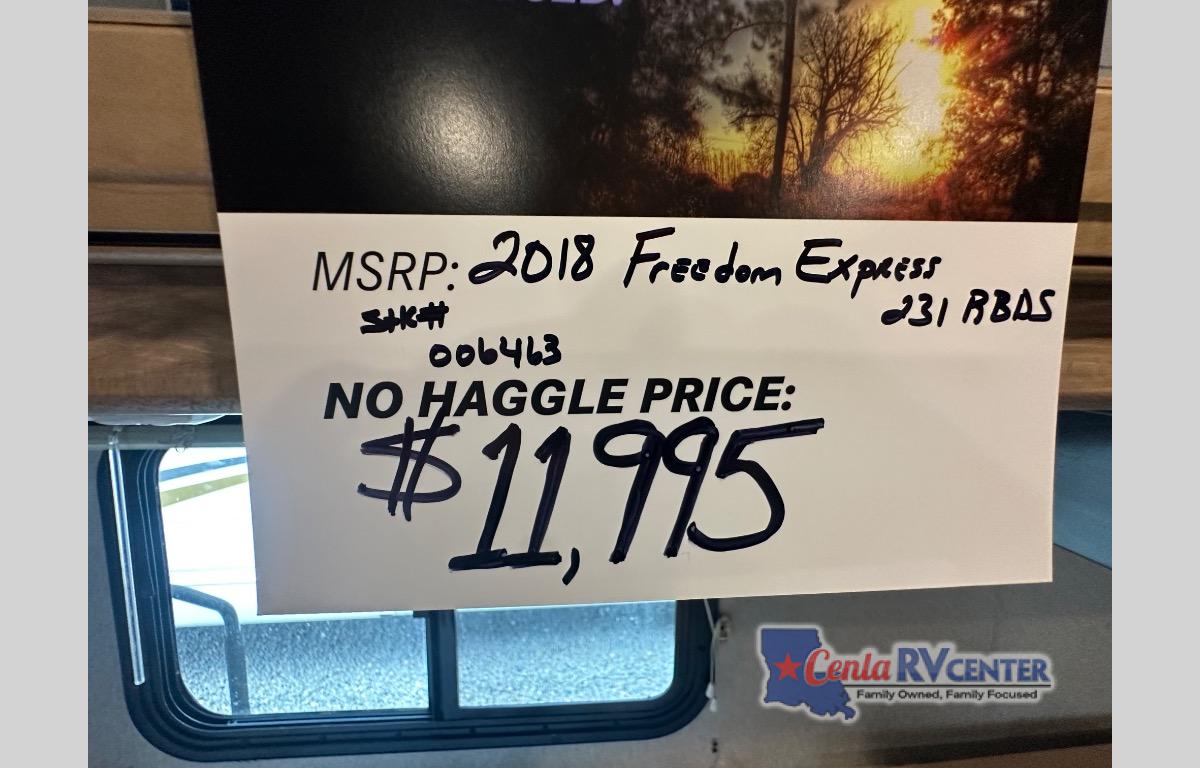 MSRP: 2018 Freedom Express
231 RBDS
Stk#
006463
NO HAGGLE PRICE:
$11,995
Cenla RV CENTER
Family Owned, Family Focused